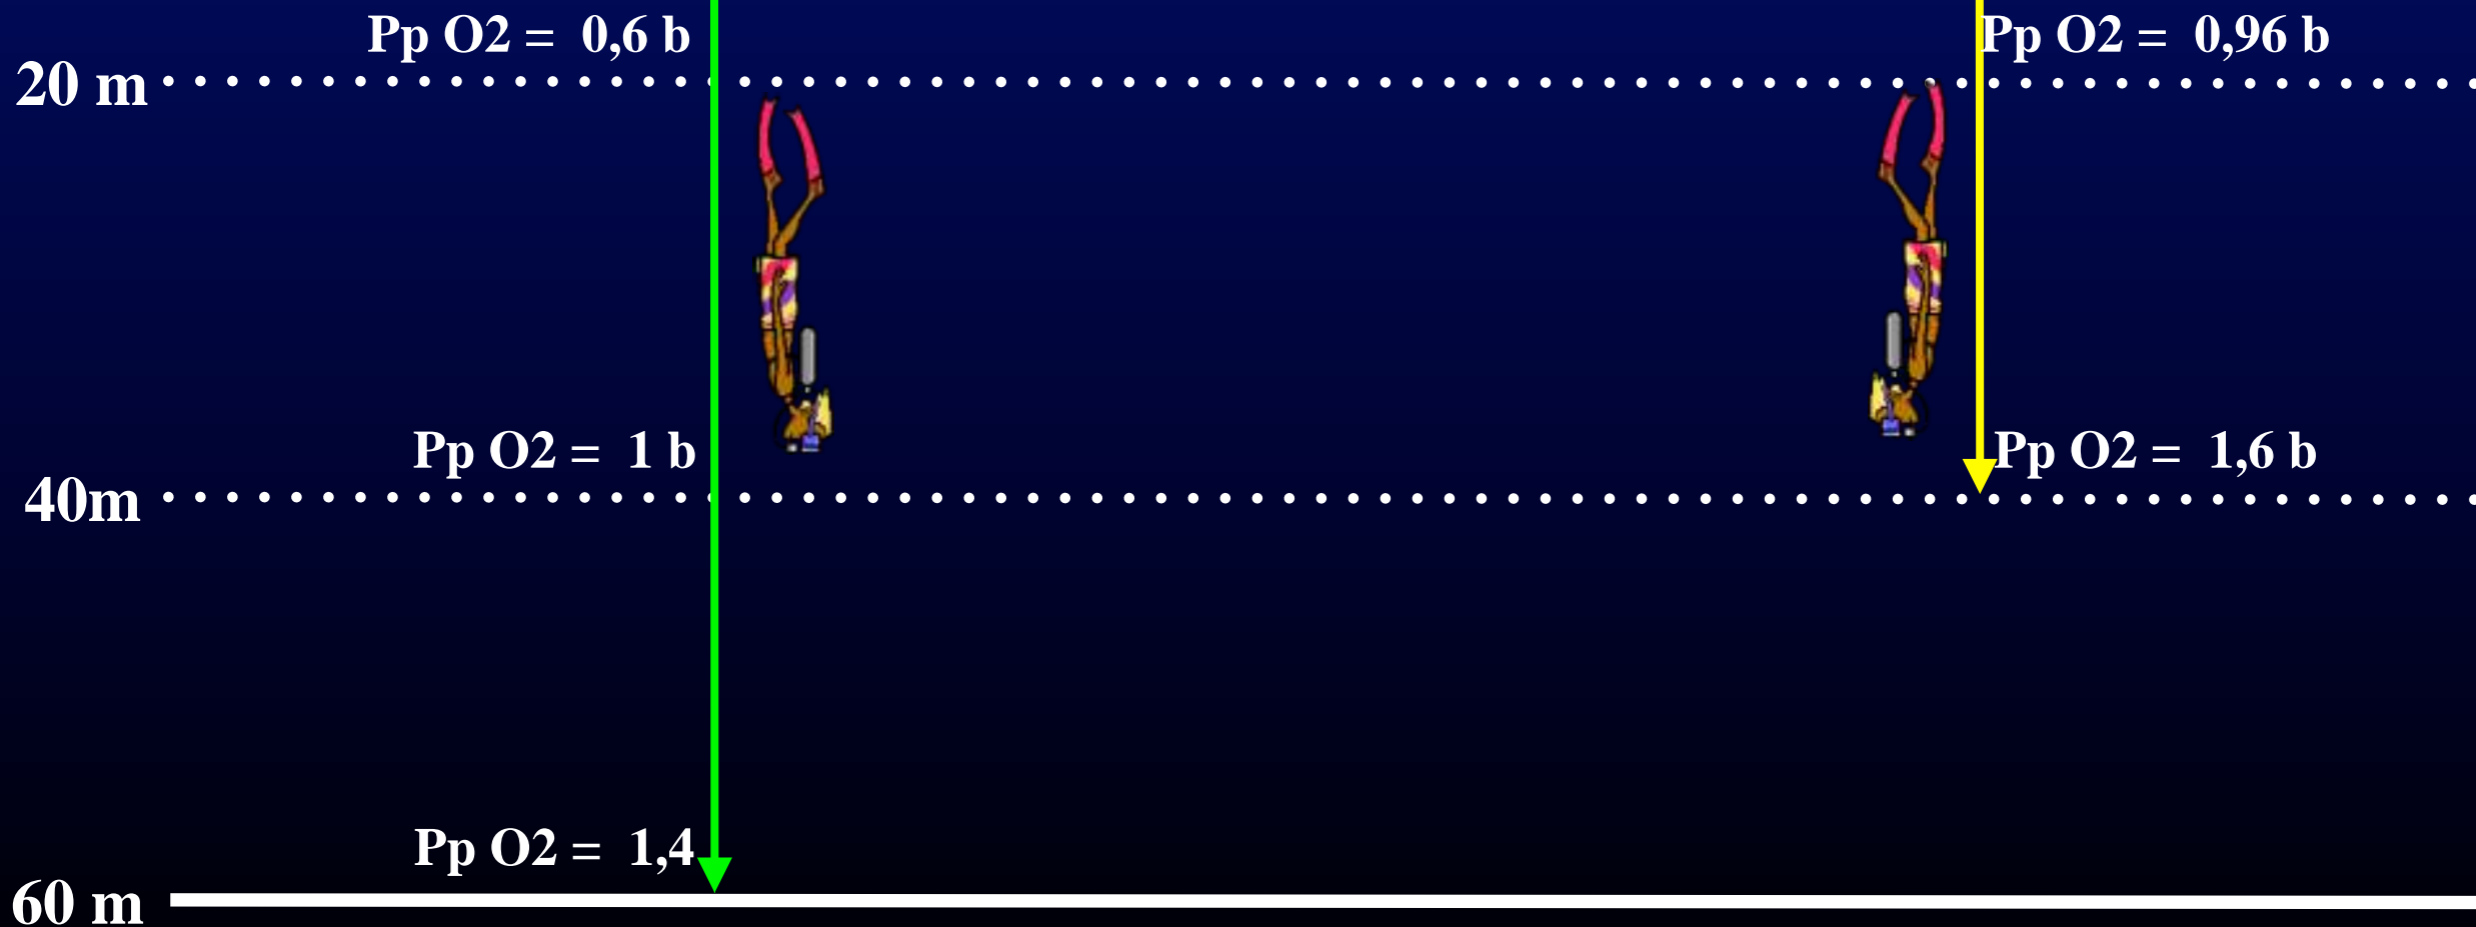 Pp O2 = 0,6 b
Pp O2 = 0,96 b
20 m
Pp O2 = 1 b
Pp O2 = 1,6 b
40m
Pp O2 = 1,4
60 m